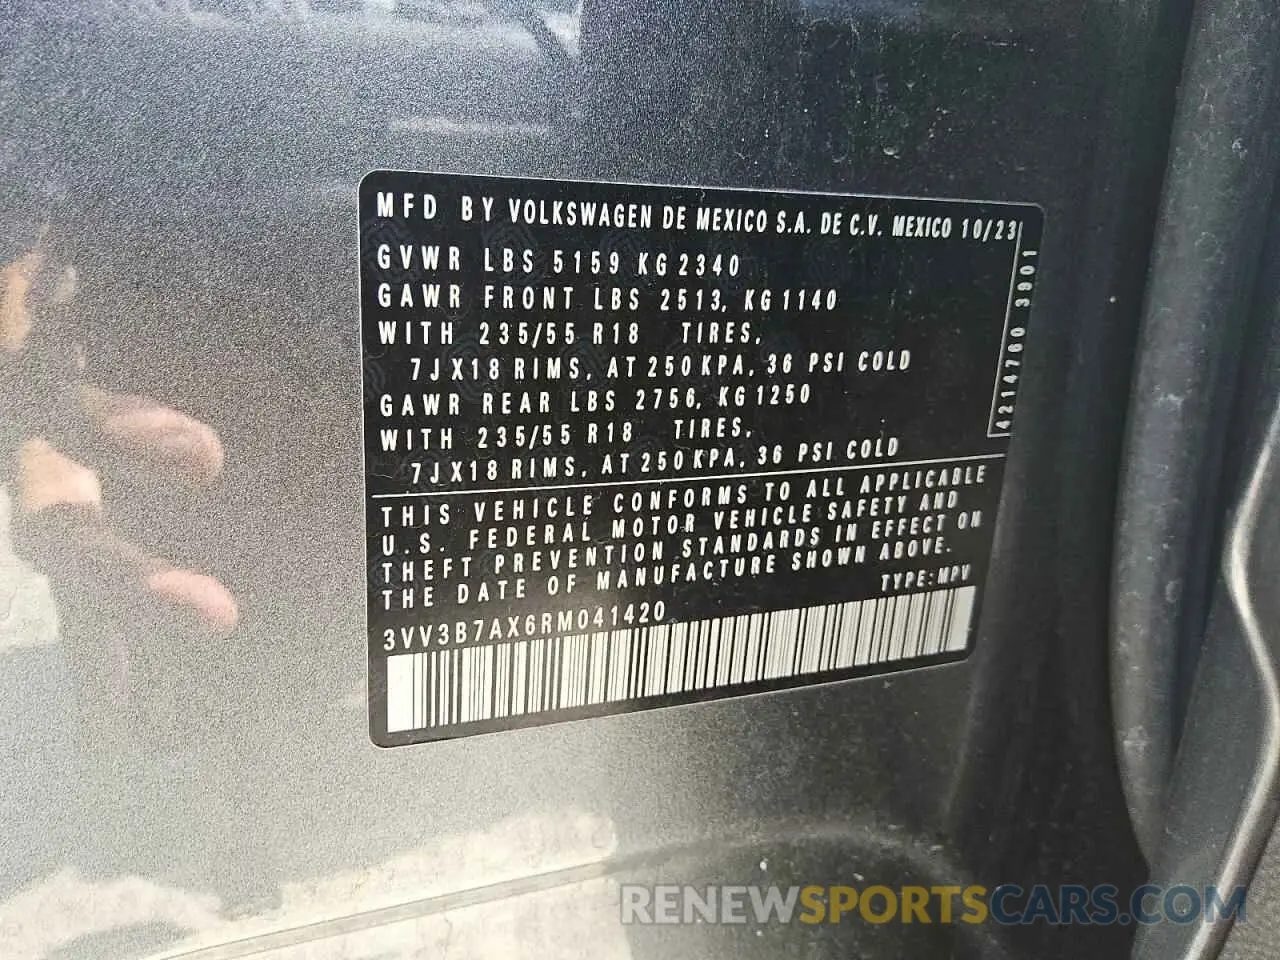 MFD BY VOLKSWAGEN DE MEXICO S.A. DE C.V. MEXICO 10/23
GVWR LBS 5159 KG 2340
GAWR FRONT LBS 2513, KG 1140
WITH 235/55 R18 TIRES,
7JX18 RIMS, AT 250 KPA, 36 PSI COLD
GAWR REAR LBS 2756, KG 1250
WITH 235/55 R18 TIRES,
7JX18 RIMS, AT 250 KPA, 36 PSI COLD
4214760 3901
THIS VEHICLE CONFORMS TO ALL APPLICABLE
U.S. FEDERAL MOTOR VEHICLE SAFETY AND
THEFT PREVENTION STANDARDS IN EFFECT ON
THE DATE OF MANUFACTURE SHOWN ABOVE.
TYPE: MPV
3VV3B7AX6RM041420
RENEWSPORTSCARS.COM